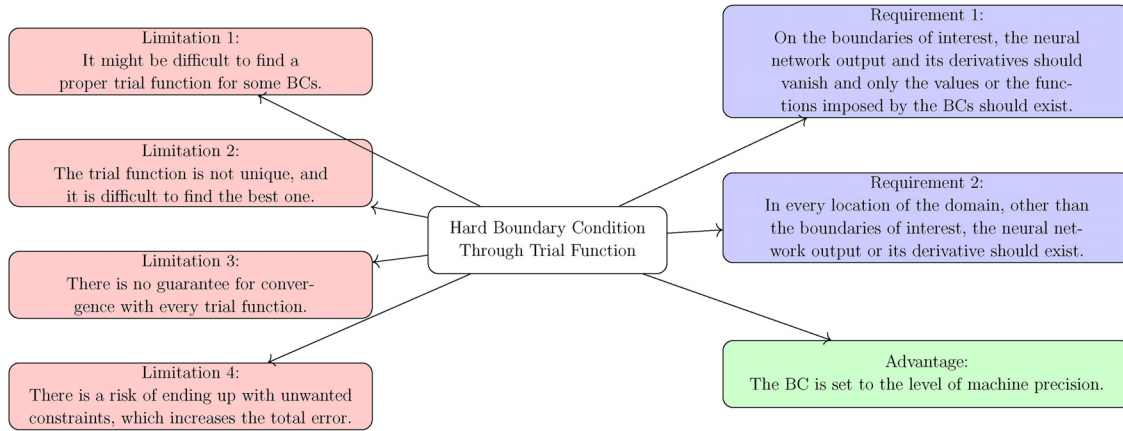 Limitation 1:
It might be difficult to find a
proper trial function for some BCs.
Limitation 2:
The trial function is not unique, and
it is difficult to find the best one.
Limitation 3:
There is no guarantee for conver-
gence with every trial function.
Limitation 4:
There is a risk of ending up with unwanted
constraints, which increases the total error.
Hard Boundary Condition
Through Trial Function
Requirement 1:
On the boundaries of interest, the neural
network output and its derivatives should
vanish and only the values or the func-
tions imposed by the BCs should exist.
Requirement 2:
In every location of the domain, other than
the boundaries of interest, the neural net-
work output or its derivative should exist.
Advantage:
The BC is set to the level of machine precision.